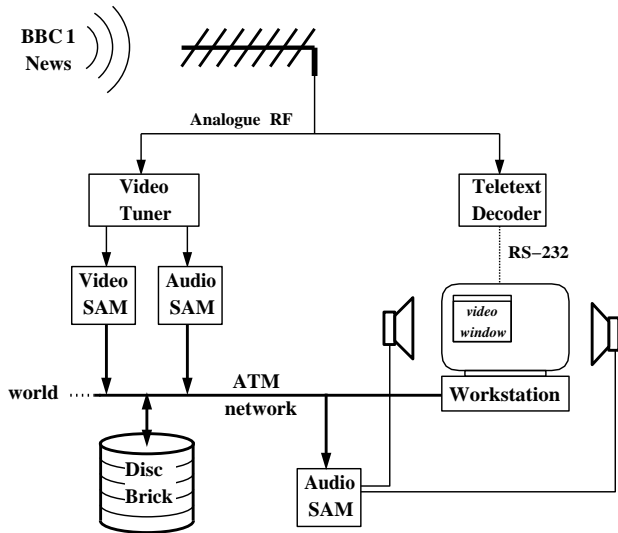 BBC 1
News
Analogue RF
Video
Tuner
Teletext
Decoder
RS−232
Video
SAM
Audio
SAM
video
window
world
ATM
network
Workstation
Disc
Brick
Audio
SAM